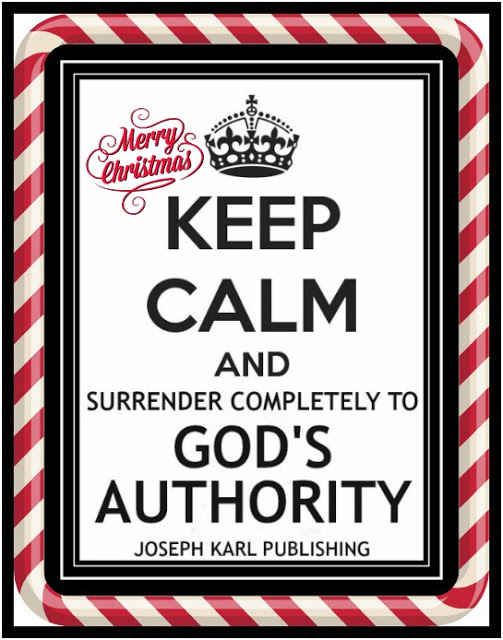 Merry
Christmas
KEEP
CALM
AND
SURRENDER COMPLETELY TO
GOD'S
AUTHORITY
JOSEPH KARL PUBLISHING